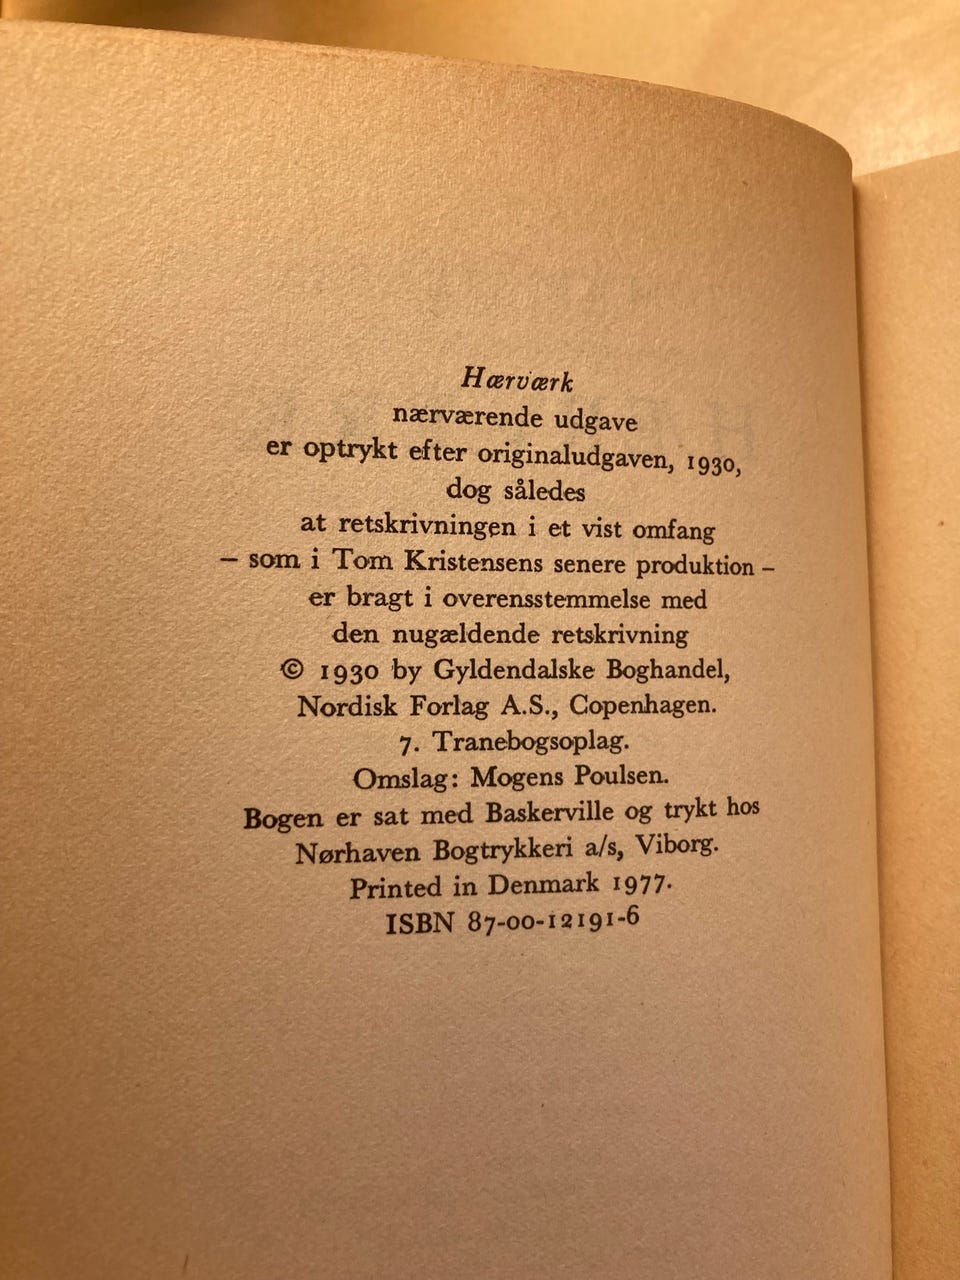 Hærværk
nærværende udgave
er optrykt efter originaludgaven, 1930,
dog således
at retskrivningen i et vist omfang
– som i Tom Kristensens senere produktion –
er bragt i overensstemmelse med
den nugældende retskrivning
© 1930 by Gyldendalske Boghandel,
Nordisk Forlag A.S., Copenhagen.
7. Tranebogsoplag.
Omslag: Mogens Poulsen.
Bogen er sat med Baskerville og trykt hos
Nørhaven Bogtrykkeri a/s, Viborg.
Printed in Denmark 1977.
ISBN 87-00-12191-6